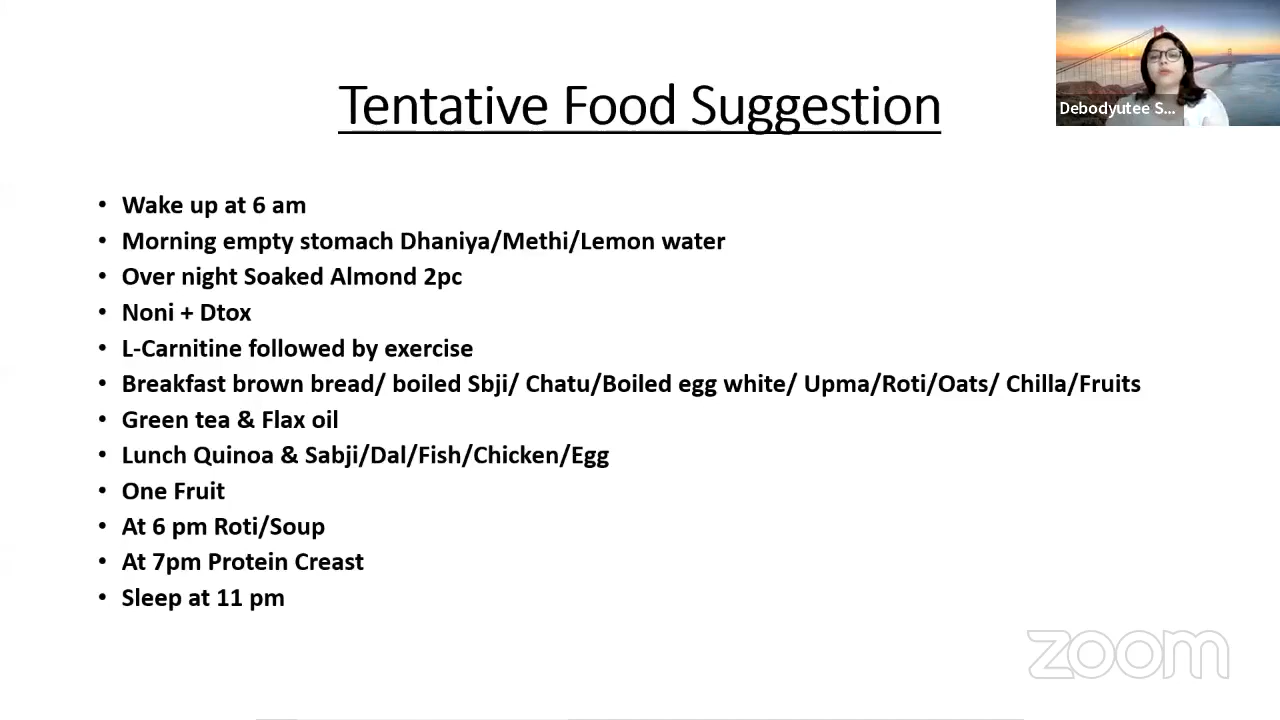 Tentative Food Suggestion
Debodyutee S...
• Wake up at 6 am
• Morning empty stomach Dhaniya/Methi/Lemon water
• Over night Soaked Almond 2pc
• Noni + Dtox
• L-Carnitine followed by exercise
• Breakfast brown bread/ boiled Sbji/ Chatu/Boiled egg white/ Upma/Roti/Oats/ Chilla/Fruits
• Green tea & Flax oil
• Lunch Quinoa & Sabji/Dal/Fish/Chicken/Egg
• One Fruit
• At 6 pm Roti/Soup
• At 7pm Protein Creast
• Sleep at 11 pm
zoom